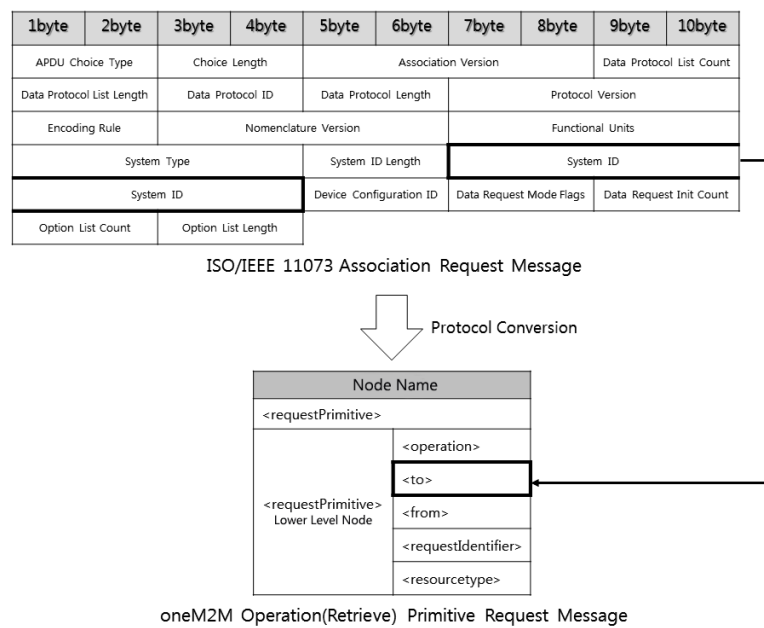 1byte 2byte 3byte 4byte 5byte 6byte 7byte 8byte 9byte 10byte
APDU Choice Type Choice Length Association Version Data Protocol List Count
Data Protocol List Length Data Protocol ID Data Protocol Length Protocol Version
Encoding Rule Nomenclature Version Functional Units
System Type System ID Length System ID
System ID Device Configuration ID Data Request Mode Flags Data Request Init Count
Option List Count Option List Length
ISO/IEEE 11073 Association Request Message
Protocol Conversion
Node Name
<requestPrimitive>
<requestPrimitive>
Lower Level Node
<operation>
<to>
<from>
<requestIdentifier>
<resourcetype>
oneM2M Operation(Retrieve) Primitive Request Message